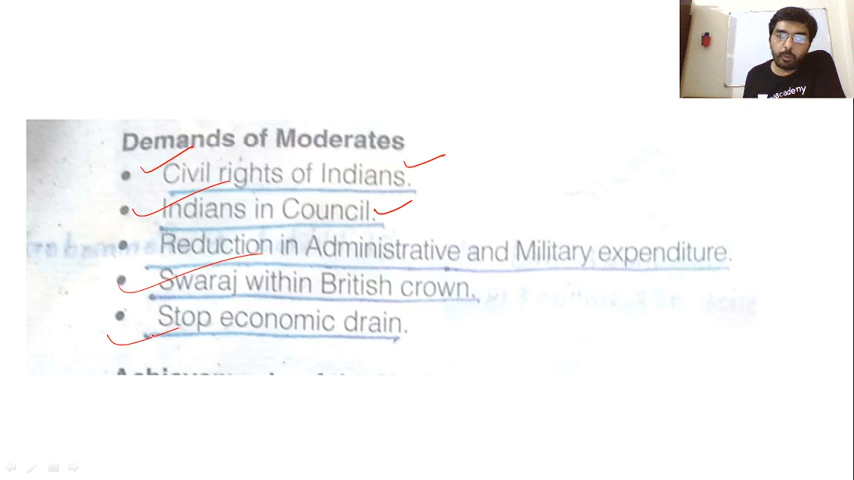 Demands of Moderates
• Civil rights of Indians.
• Indians in Council.
• Reduction in Administrative and Military expenditure.
• Swaraj within British crown.
• Stop economic drain.